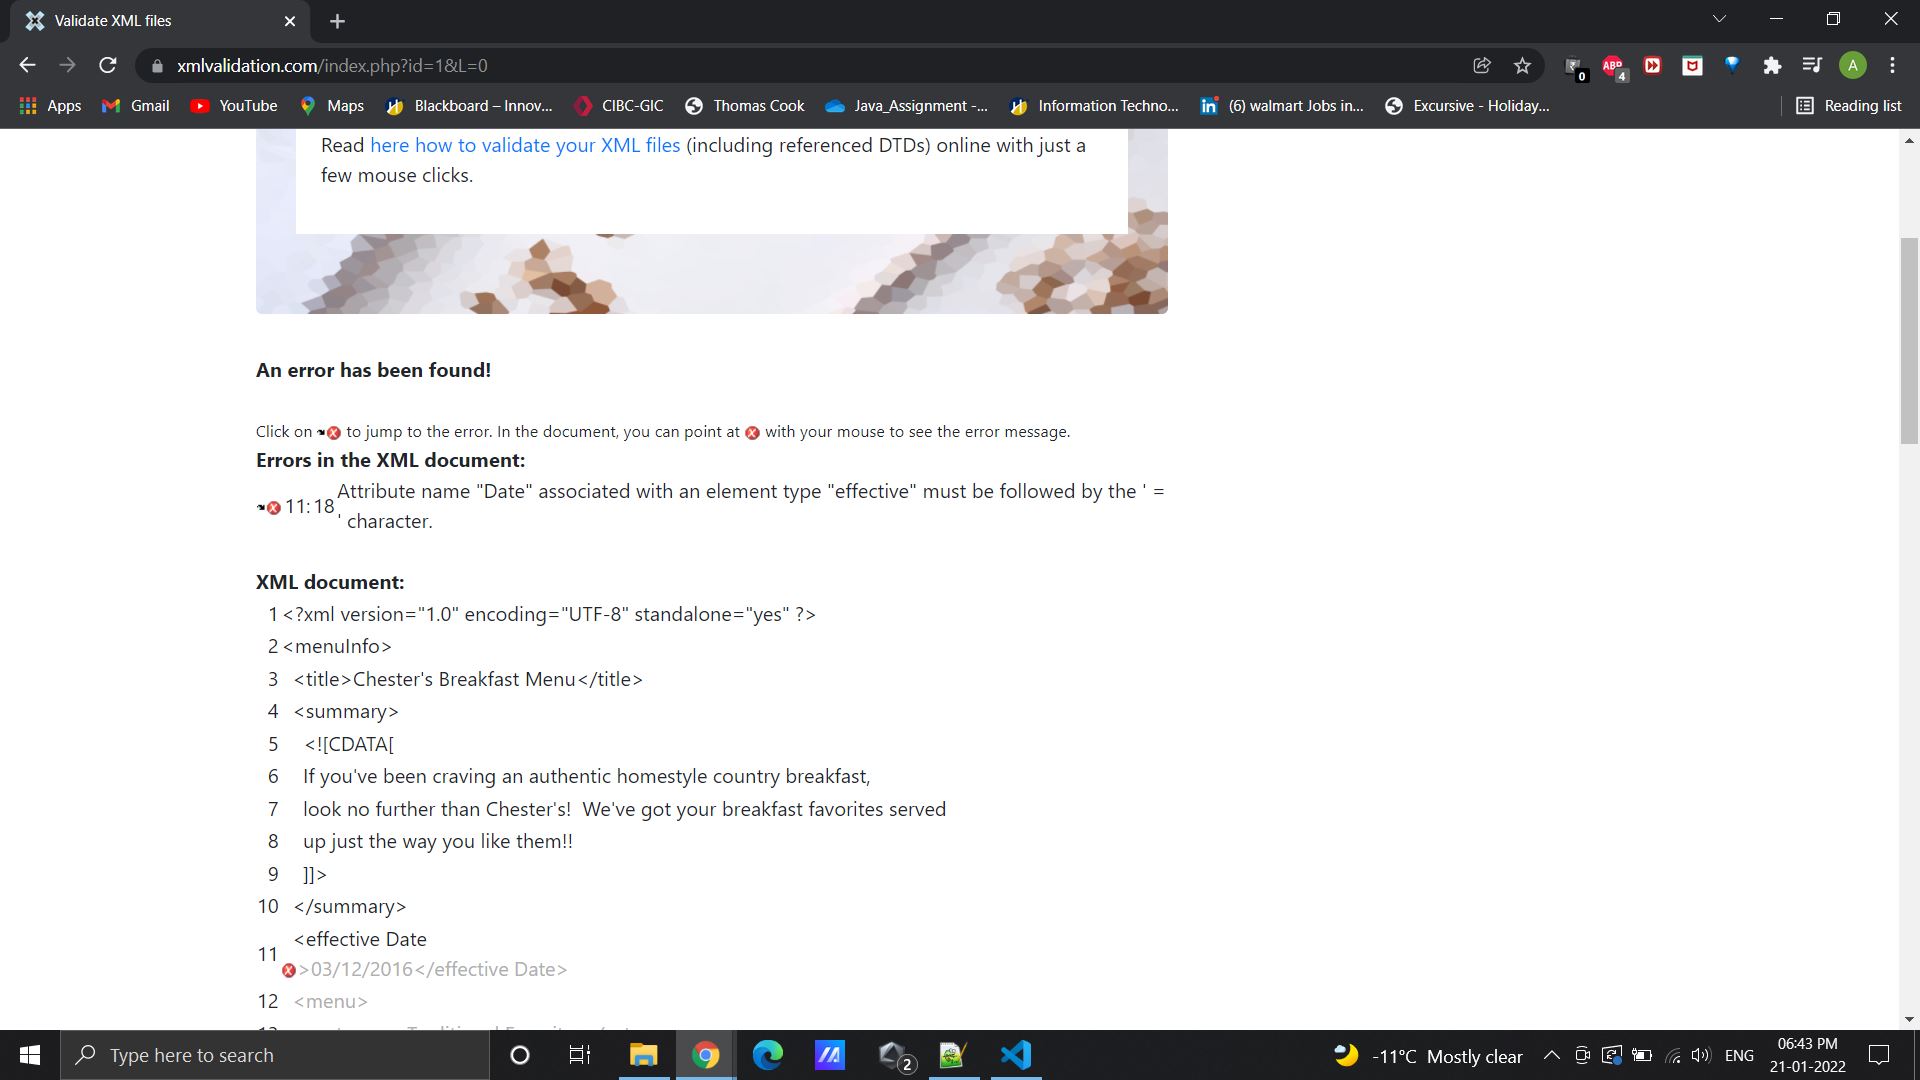 Validate XML files
xmlvalidation.com/index.php?id=1&L=0
0
ABP
4
A
Apps
Gmail
YouTube
Maps
Blackboard – Innov...
CIBC-GIC
Thomas Cook
Java_Assignment -...
Information Techno...
(6) walmart Jobs in...
Excursive - Holiday...
Reading list
Read here how to validate your XML files (including referenced DTDs) online with just a
few mouse clicks.
An error has been found!
Click on to jump to the error. In the document, you can point at with your mouse to see the error message.
Errors in the XML document:
11: 18 Attribute name "Date" associated with an element type "effective" must be followed by the ' =
' character.
XML document:
1 <?xml version="1.0" encoding="UTF-8" standalone="yes" ?>
2 <menuInfo>
3 <title>Chester's Breakfast Menu</title>
4 <summary>
5 <![CDATA[
6 If you've been craving an authentic homestyle country breakfast,
7 look no further than Chester's! We've got your breakfast favorites served
8 up just the way you like them!!
9 ]]>
10 </summary>
11 <effective Date
>03/12/2016</effective Date>
12 <menu>
Type here to search
2
-11°C Mostly clear
ENG
06:43 PM
21-01-2022